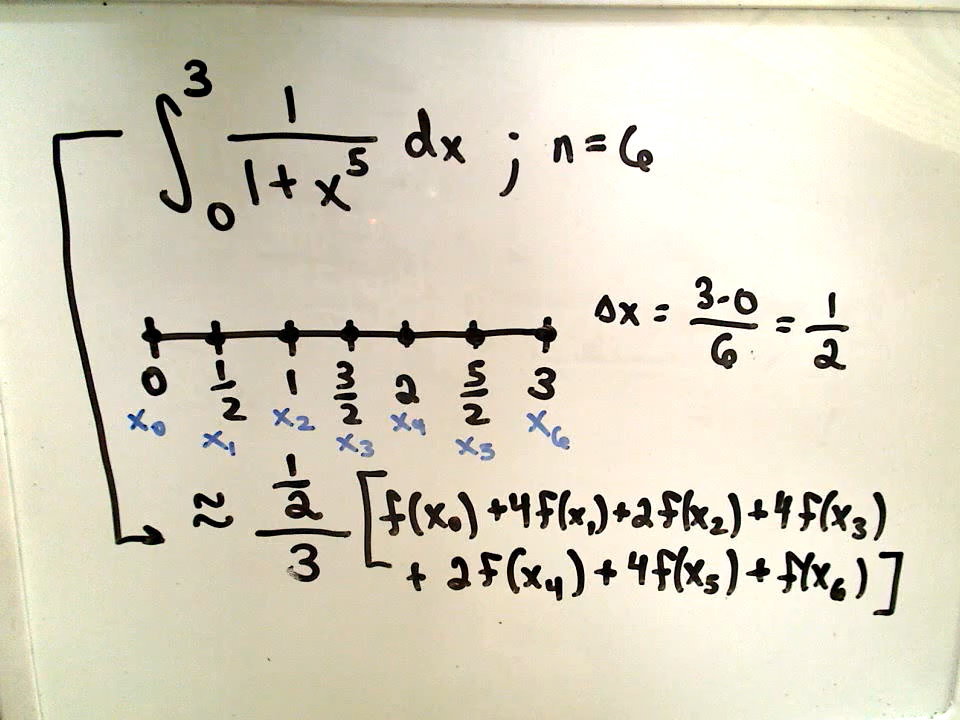 ∫₀³ 1/(1+x⁵) dx ; n=6
Δx = (3-0)/6 = 1/2
0 1/2 1 3/2 2 5/2 3
x₀ x₁ x₂ x₃ x₄ x₅ x₆
≈ (1/2)/3 [f(x₀)+4f(x₁)+2f(x₂)+4f(x₃)
+ 2f(x₄)+4f(x₅)+f(x₆)]